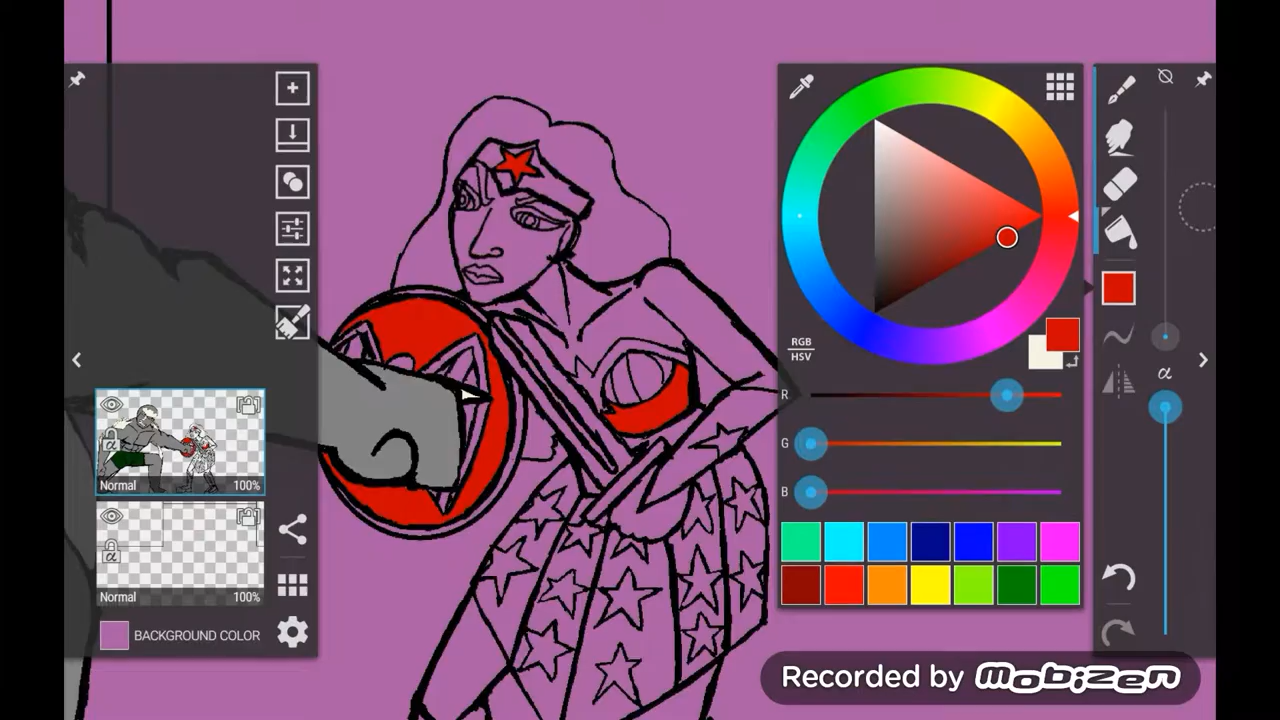 RGB
HSV
α
R
G
B
α
Normal 100%
α
Normal 100%
BACKGROUND COLOR
Recorded by mobizen